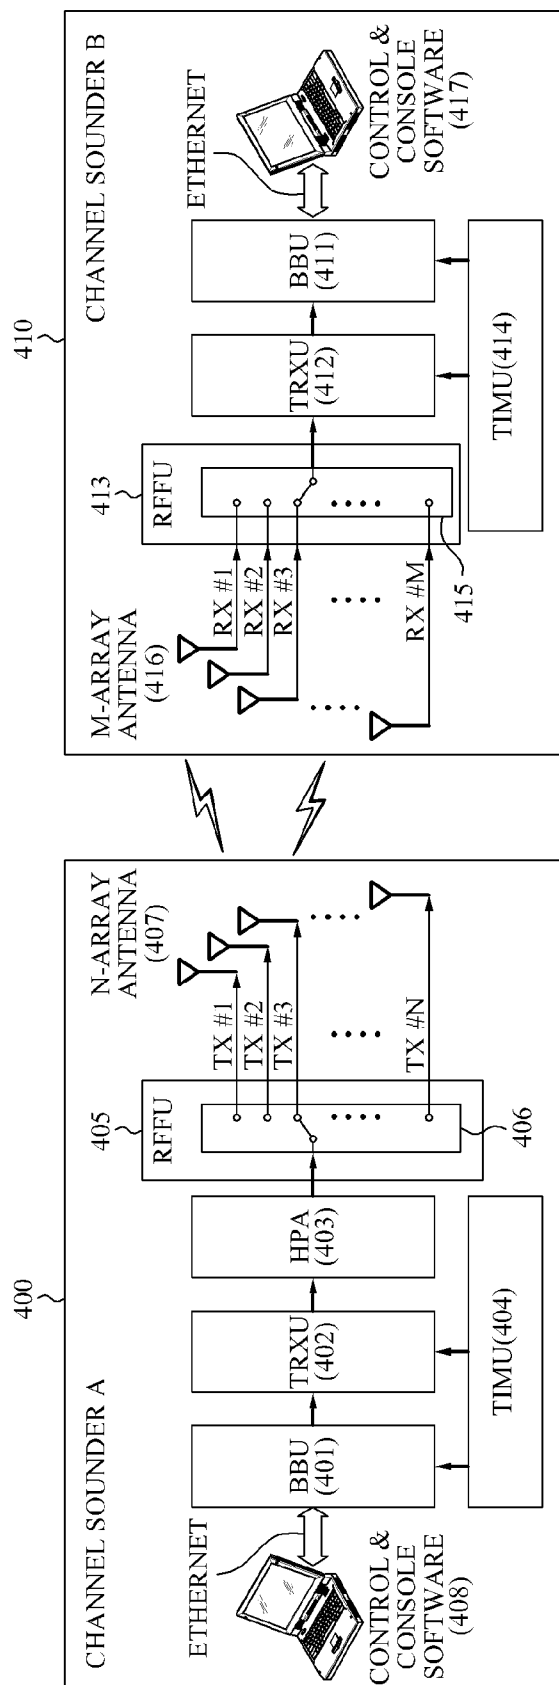 400
CHANNEL SOUNDER A
ETHERNET
CONTROL &
CONSOLE
SOFTWARE
(408)
BBU
(401)
TRXU
(402)
HPA
(403)
TIMU(404)
405
RFFU
406
TX #1
TX #2
TX #3
TX #N
N-ARRAY
ANTENNA
(407)
410
CHANNEL SOUNDER B
M-ARRAY
ANTENNA
(416)
RX #1
RX #2
RX #3
RX #M
413
RFFU
415
TRXU
(412)
BBU
(411)
TIMU(414)
ETHERNET
CONTROL &
CONSOLE
SOFTWARE
(417)